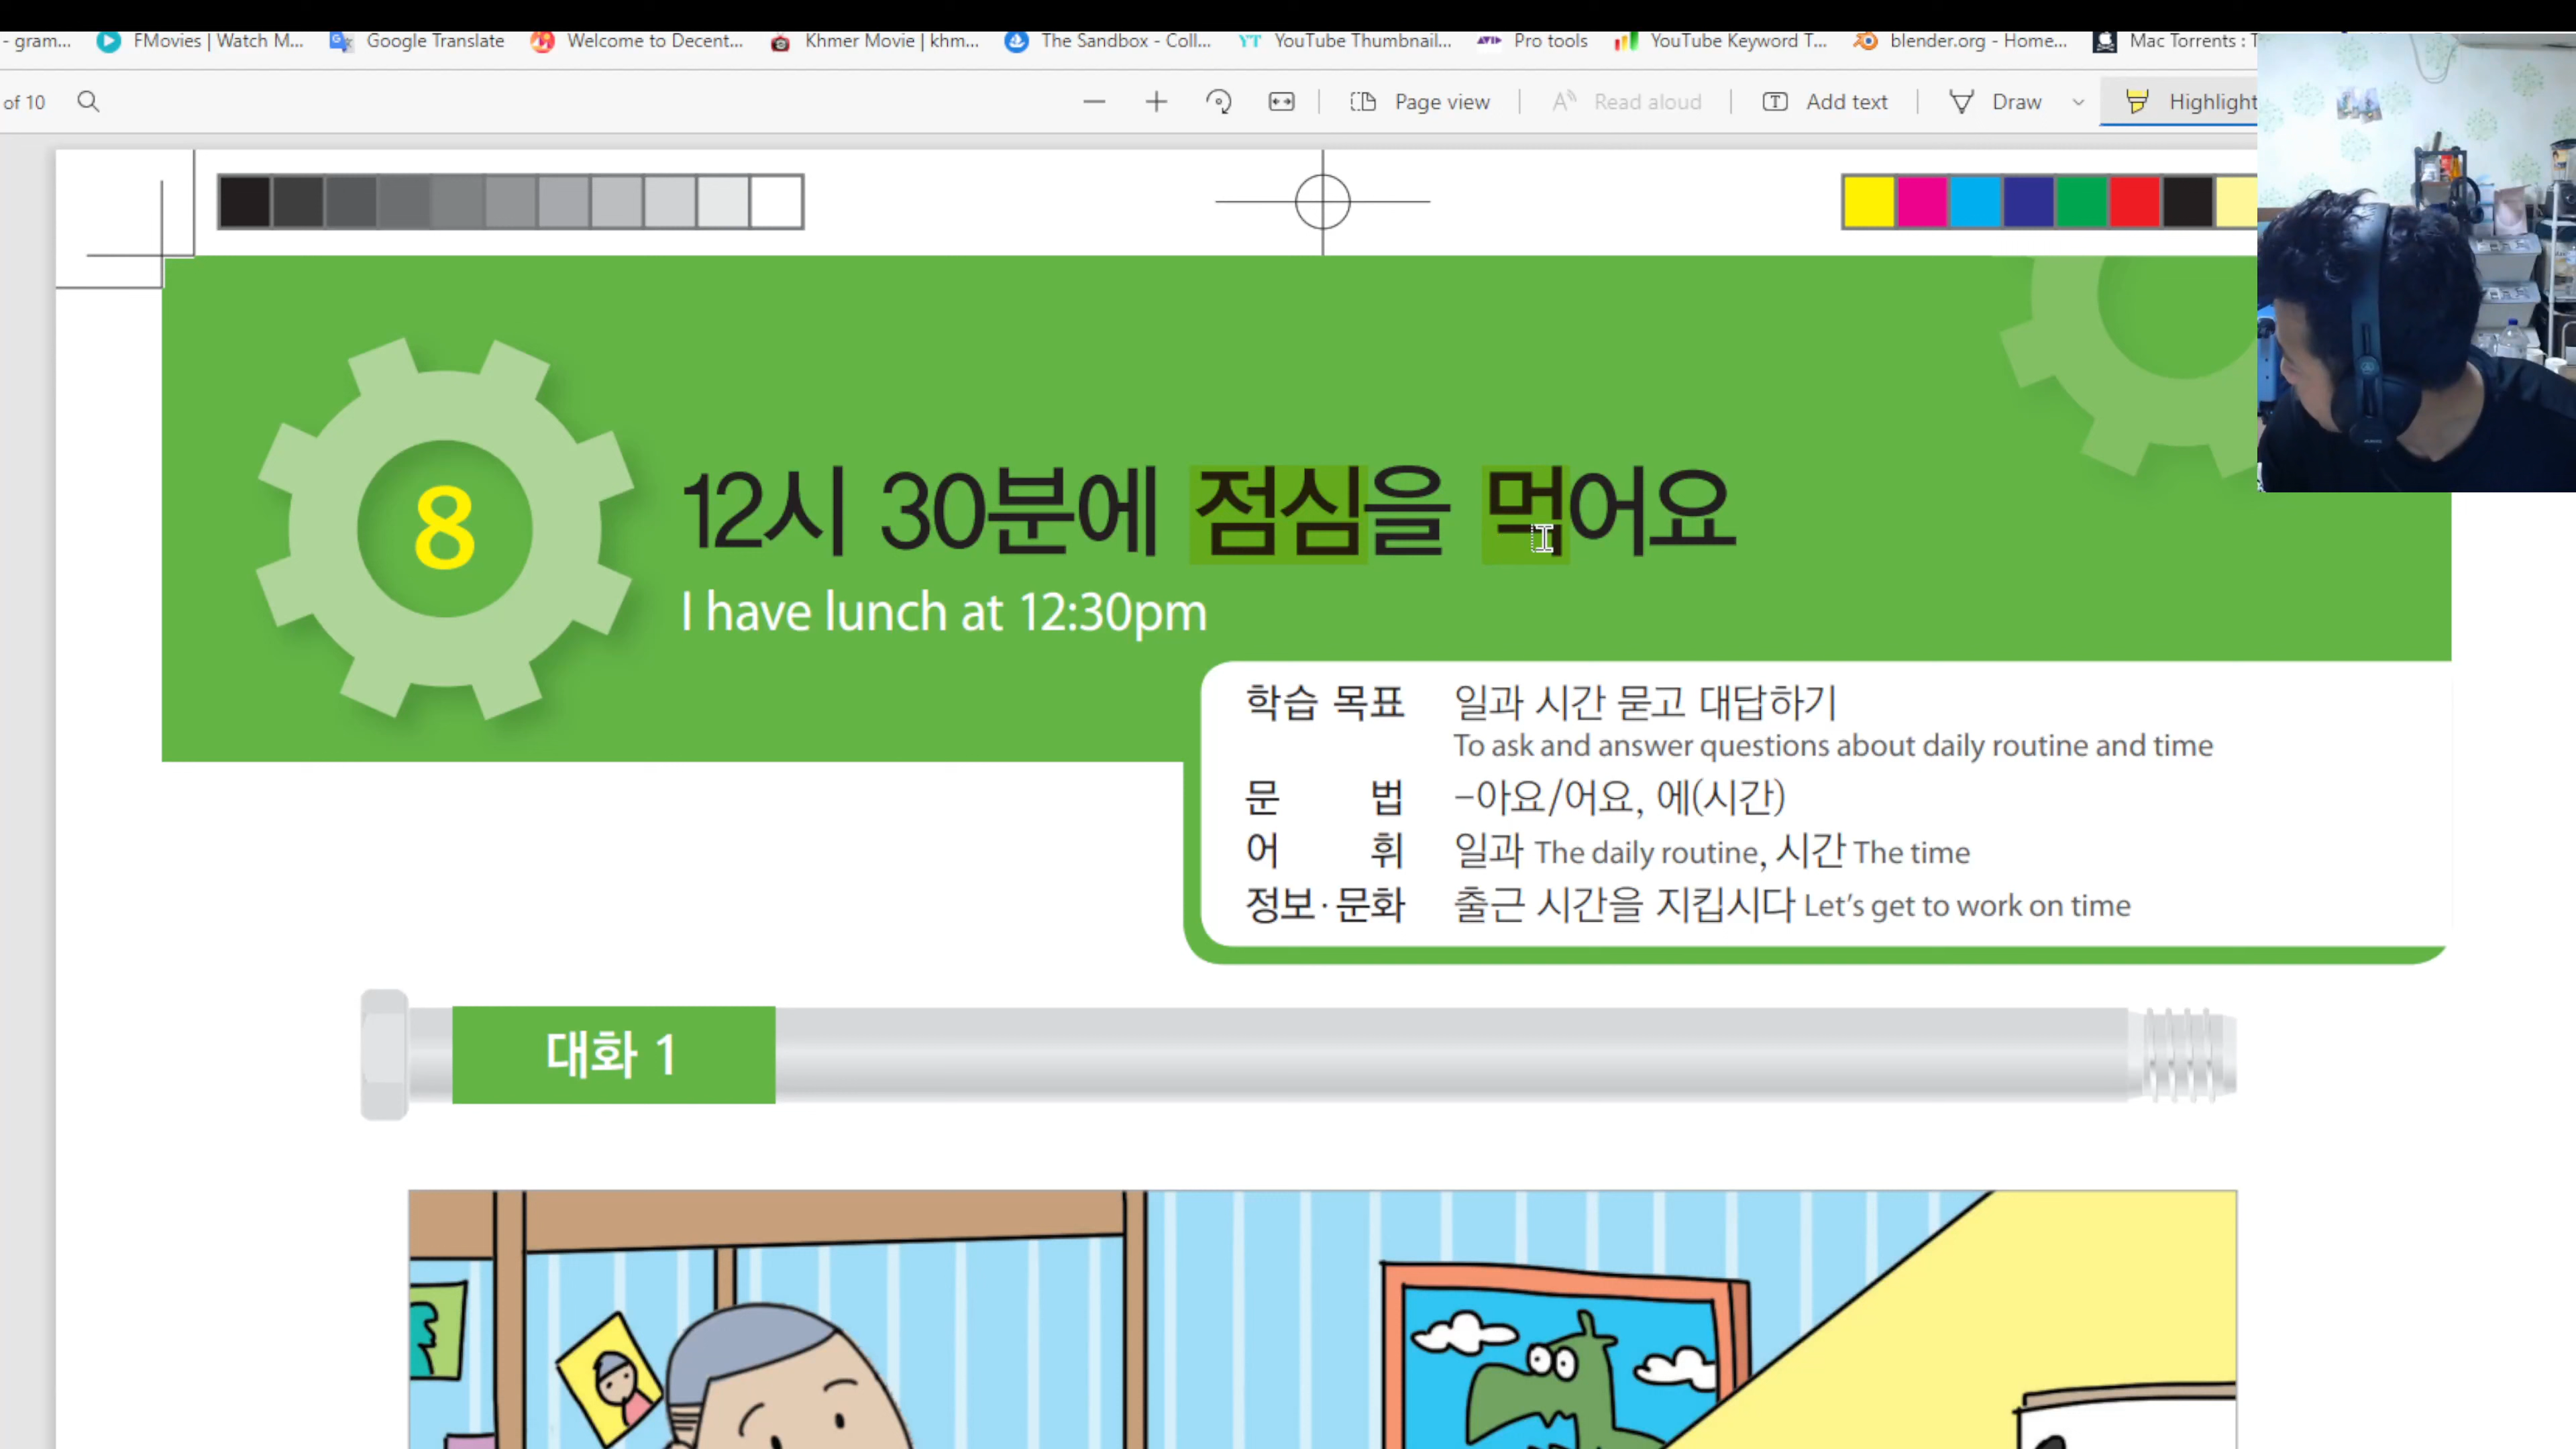 - gram... FMovies | Watch M... Google Translate Welcome to Decent... Khmer Movie | khm... The Sandbox - Coll... YT YouTube Thumbnail... AVID Pro tools YouTube Keyword T... blender.org - Home... Mac Torrents : T
of 10 Page view Read aloud Add text Draw Highlight
8
12시 30분에 점심을 먹어요
I have lunch at 12:30pm
학습 목표 일과 시간 묻고 대답하기
To ask and answer questions about daily routine and time
문 법 –아요/어요, 에(시간)
어 휘 일과 The daily routine, 시간 The time
정보·문화 출근 시간을 지킵시다 Let's get to work on time
대화 1